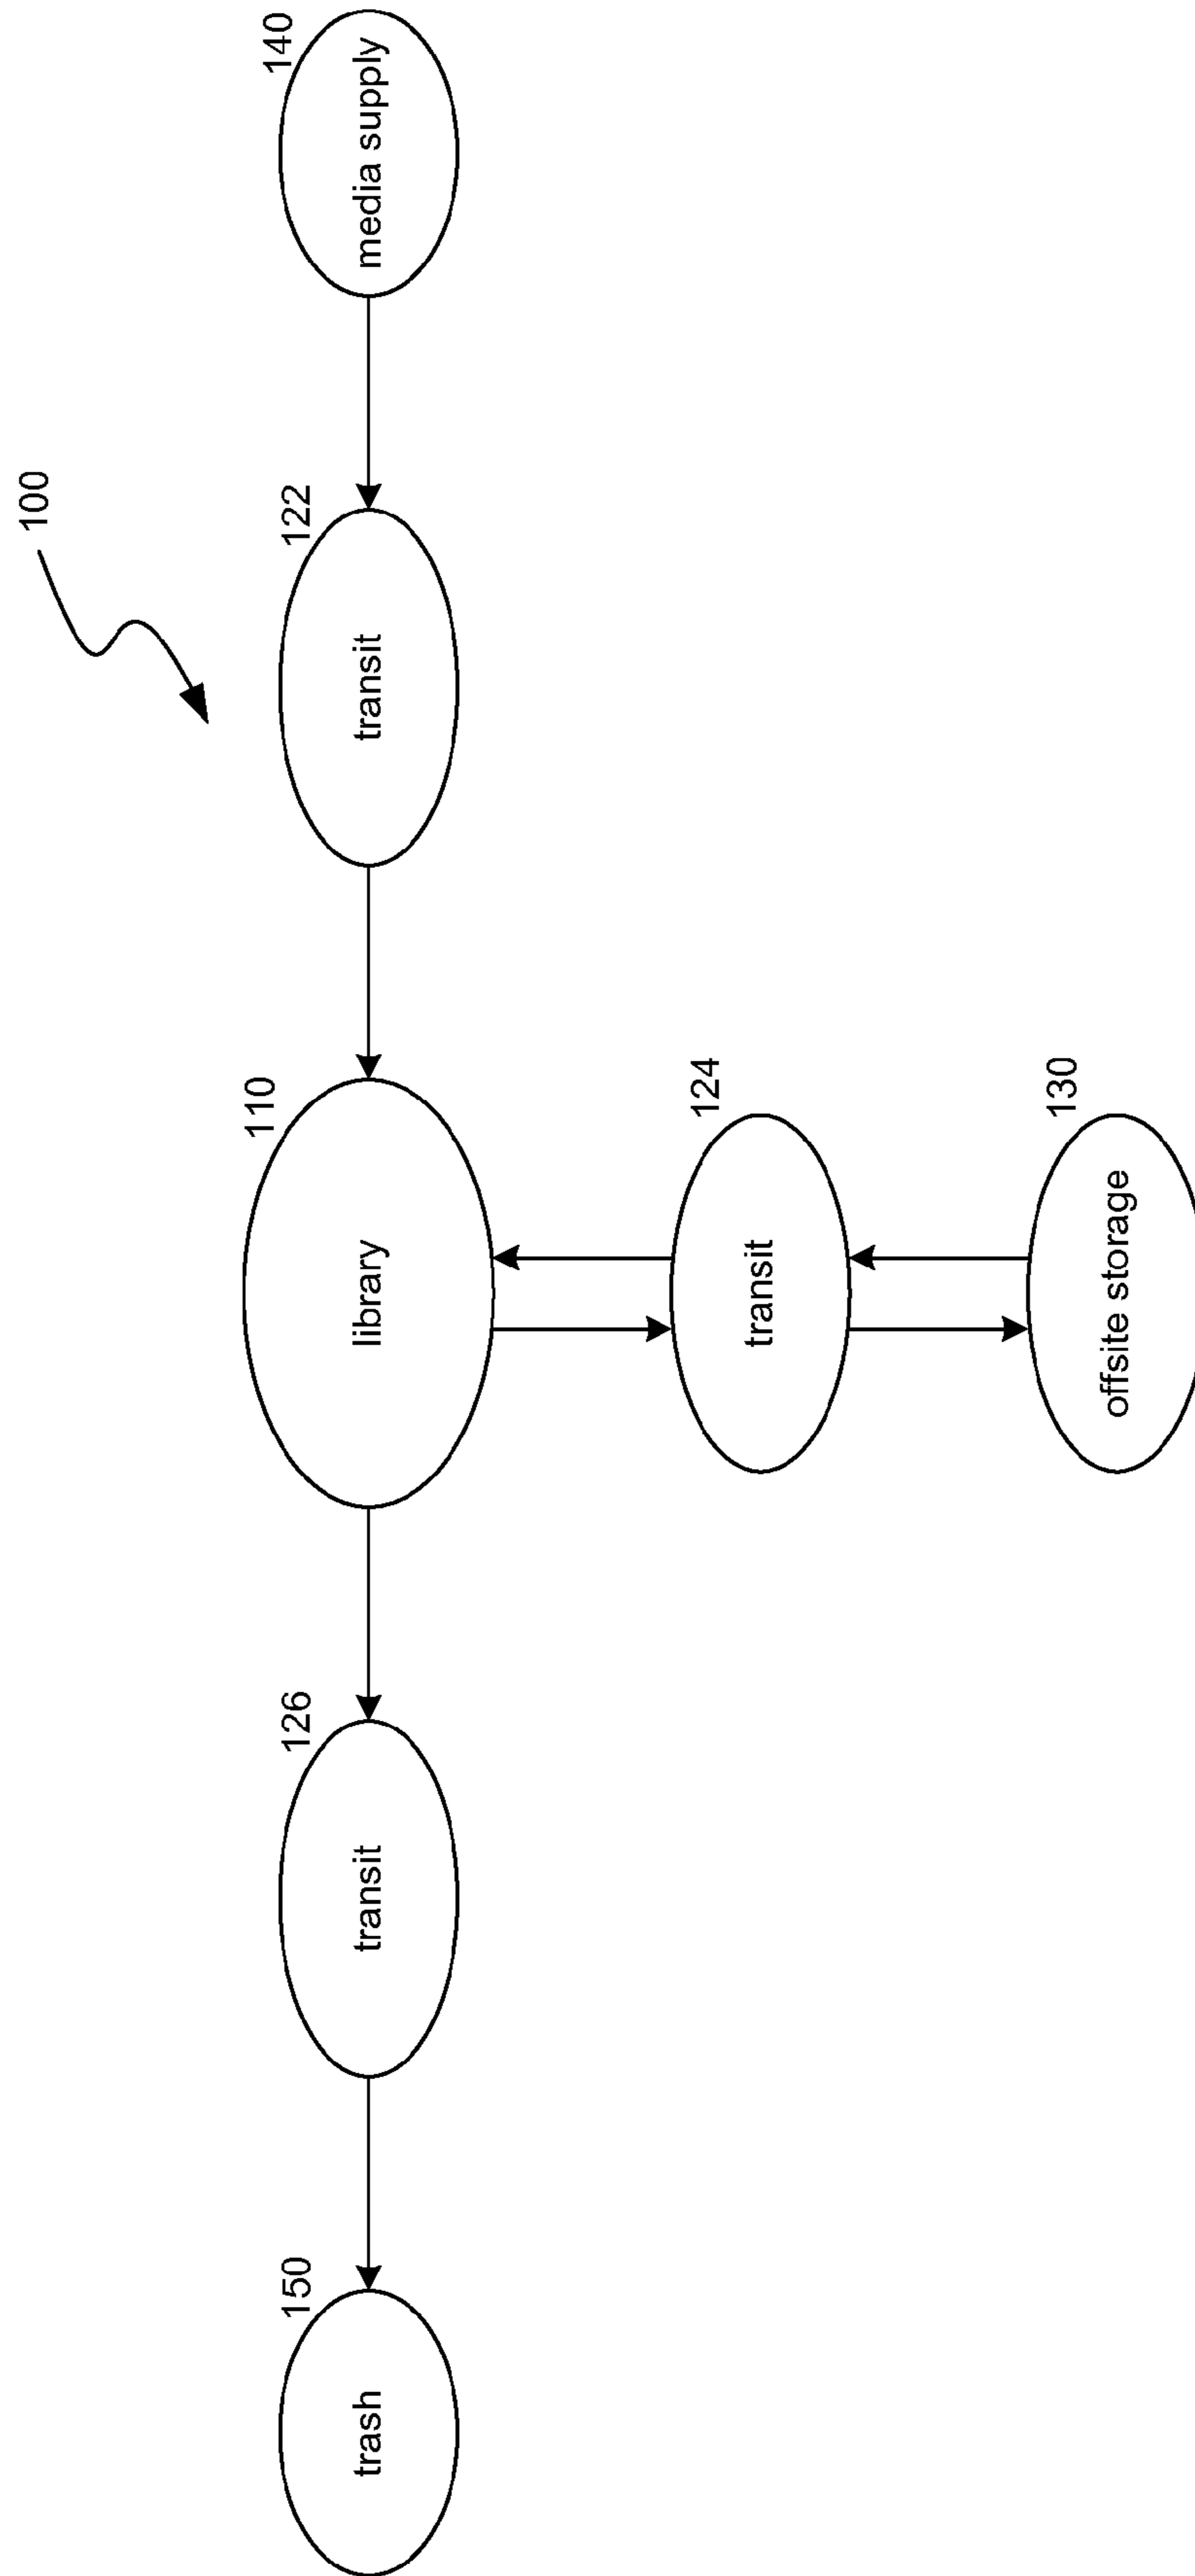 100
150
trash
126
transit
110
library
122
transit
140
media supply
124
transit
130
offsite storage